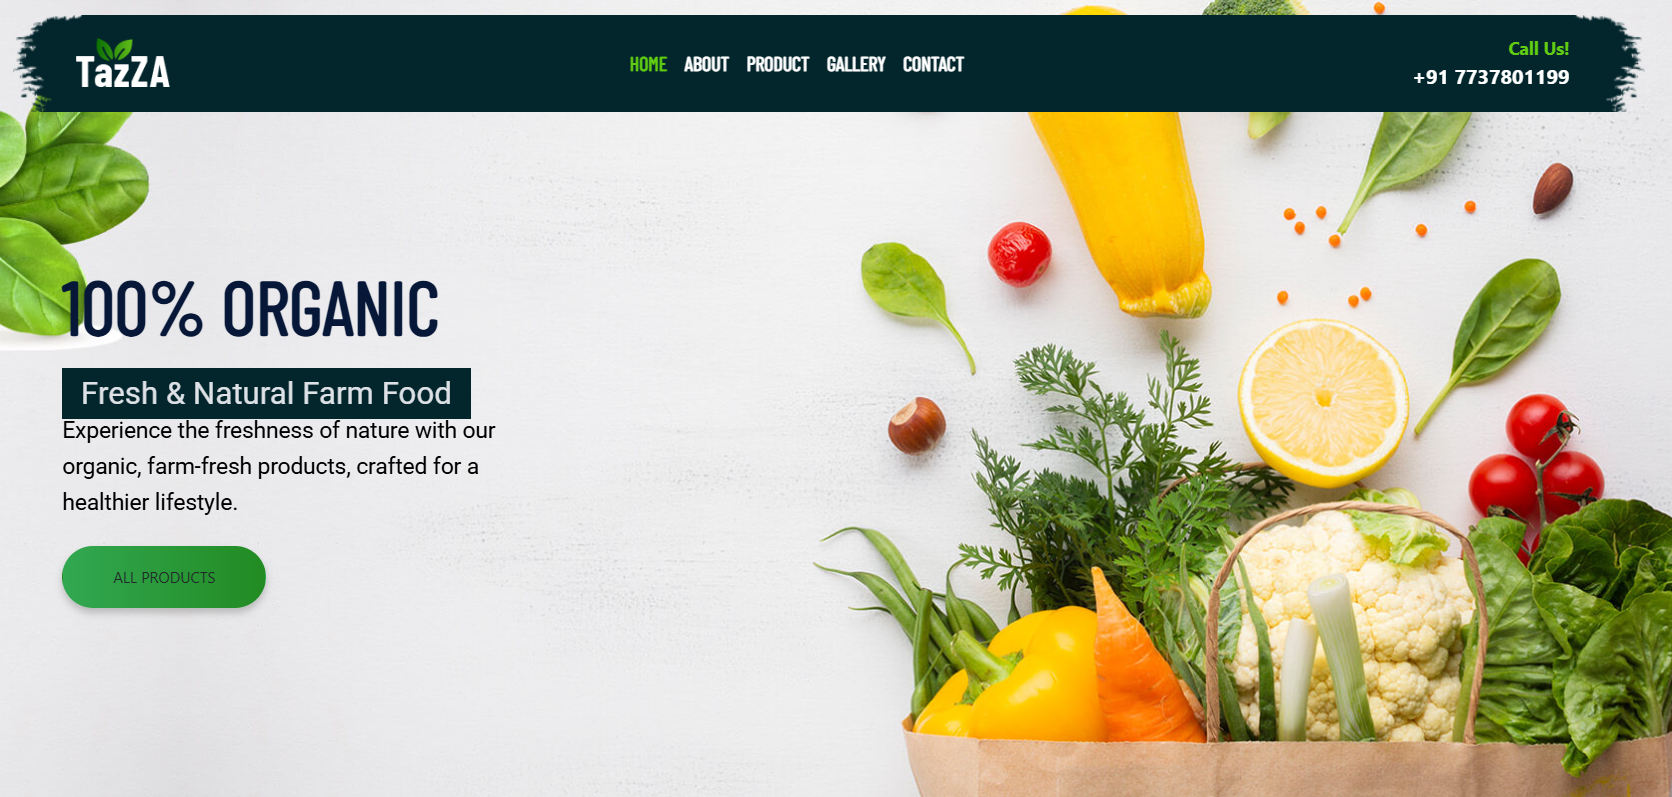 TazZA
HOME ABOUT PRODUCT GALLERY CONTACT
Call Us!
+91 7737801199
100% ORGANIC
Fresh & Natural Farm Food
Experience the freshness of nature with our
organic, farm-fresh products, crafted for a
healthier lifestyle.
ALL PRODUCTS